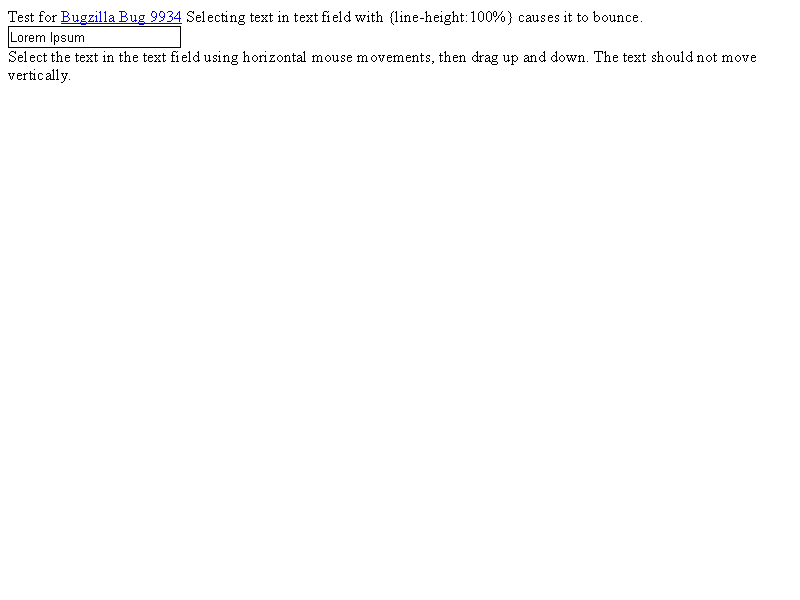 Test for Bugzilla Bug 9934 Selecting text in text field with {line-height:100%} causes it to bounce.
Lorem Ipsum
Select the text in the text field using horizontal mouse movements, then drag up and down. The text should not move
vertically.